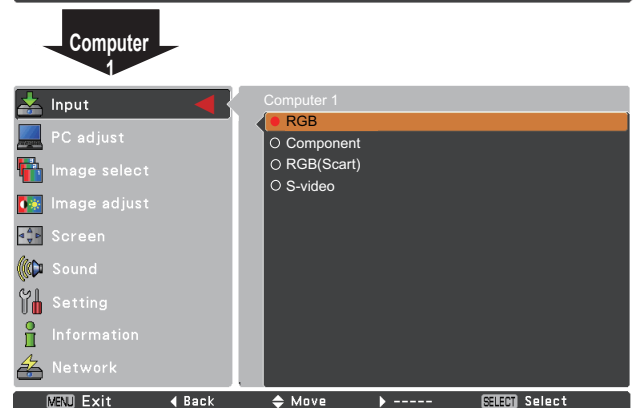 Computer
1
Input
PC adjust
Image select
Image adjust
Screen
Sound
Setting
Information
Network
Computer 1
RGB
Component
RGB(Scart)
S-video
MENU Exit Back Move ----- SELECT Select